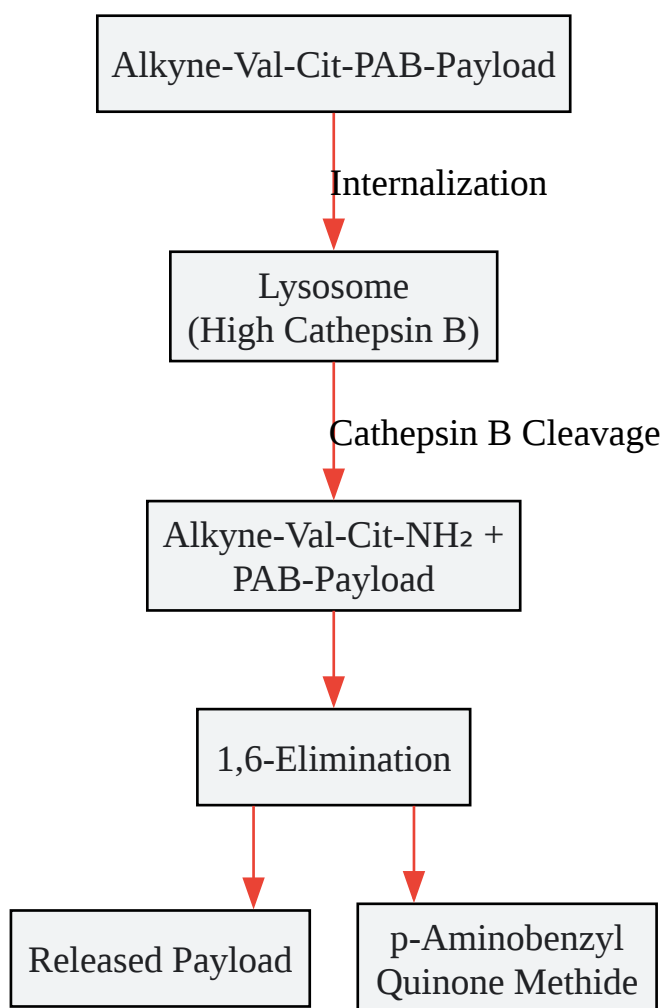 Alkyne-Val-Cit-PAB-Payload
Internalization
Lysosome
(High Cathepsin B)
Cathepsin B Cleavage
Alkyne-Val-Cit-NH₂ +
PAB-Payload
1,6-Elimination
Released Payload
p-Aminobenzyl
Quinone Methide